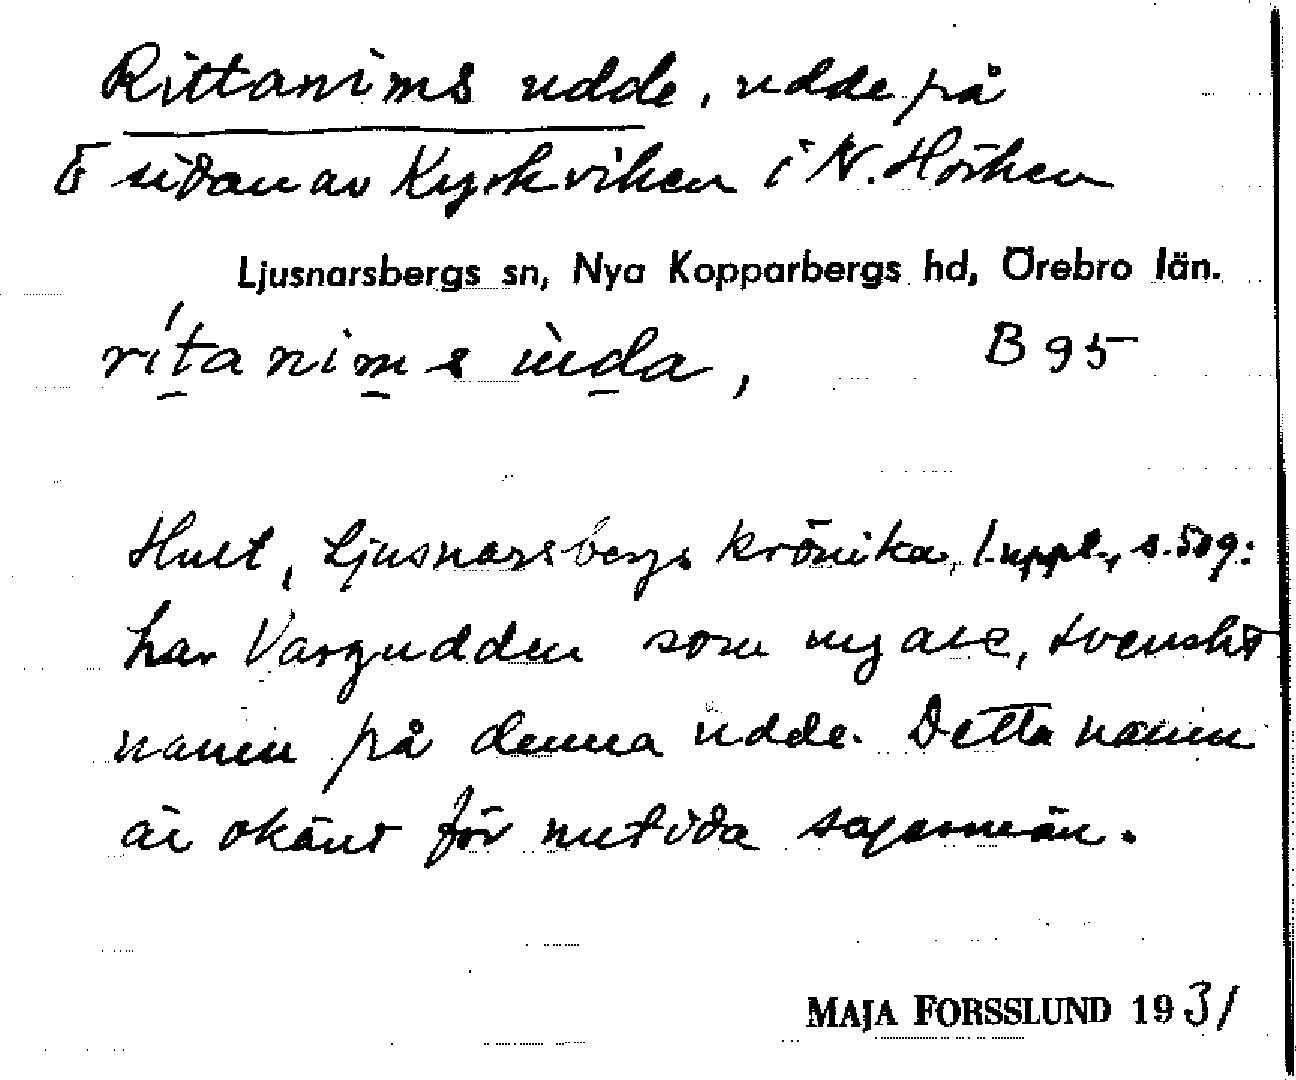 Rittanims udde, udde på
Ö sidan av Kyrkviken i N. Hörken
Ljusnarsbergs sn, Nya Kopparbergs hd, Örebro län.
rítanims ùda, B 95
Hult, Ljusnarsbergs krönika, 1. uppl., s. 509:
har Vargudden som nyare, svenskt
namn på denna udde. Detta namn
är okänt för nutida sagesmän.
MAJA FORSSLUND 1931